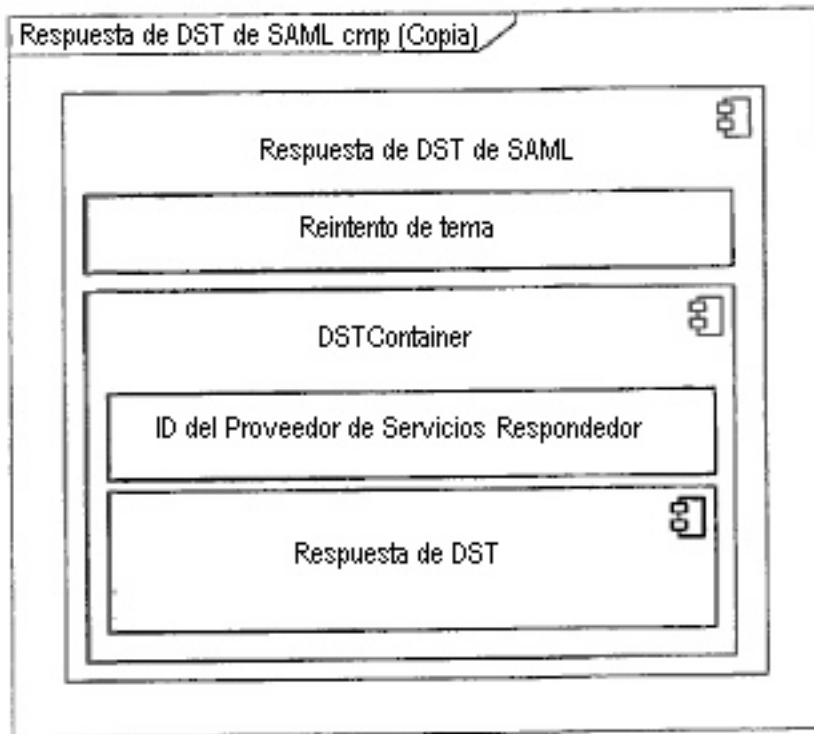 Respuesta de DST de SAML cmp (Copia)
Respuesta de DST de SAML
Reintento de tema
DSTContainer
ID del Proveedor de Servicios Respondedor
Respuesta de DST